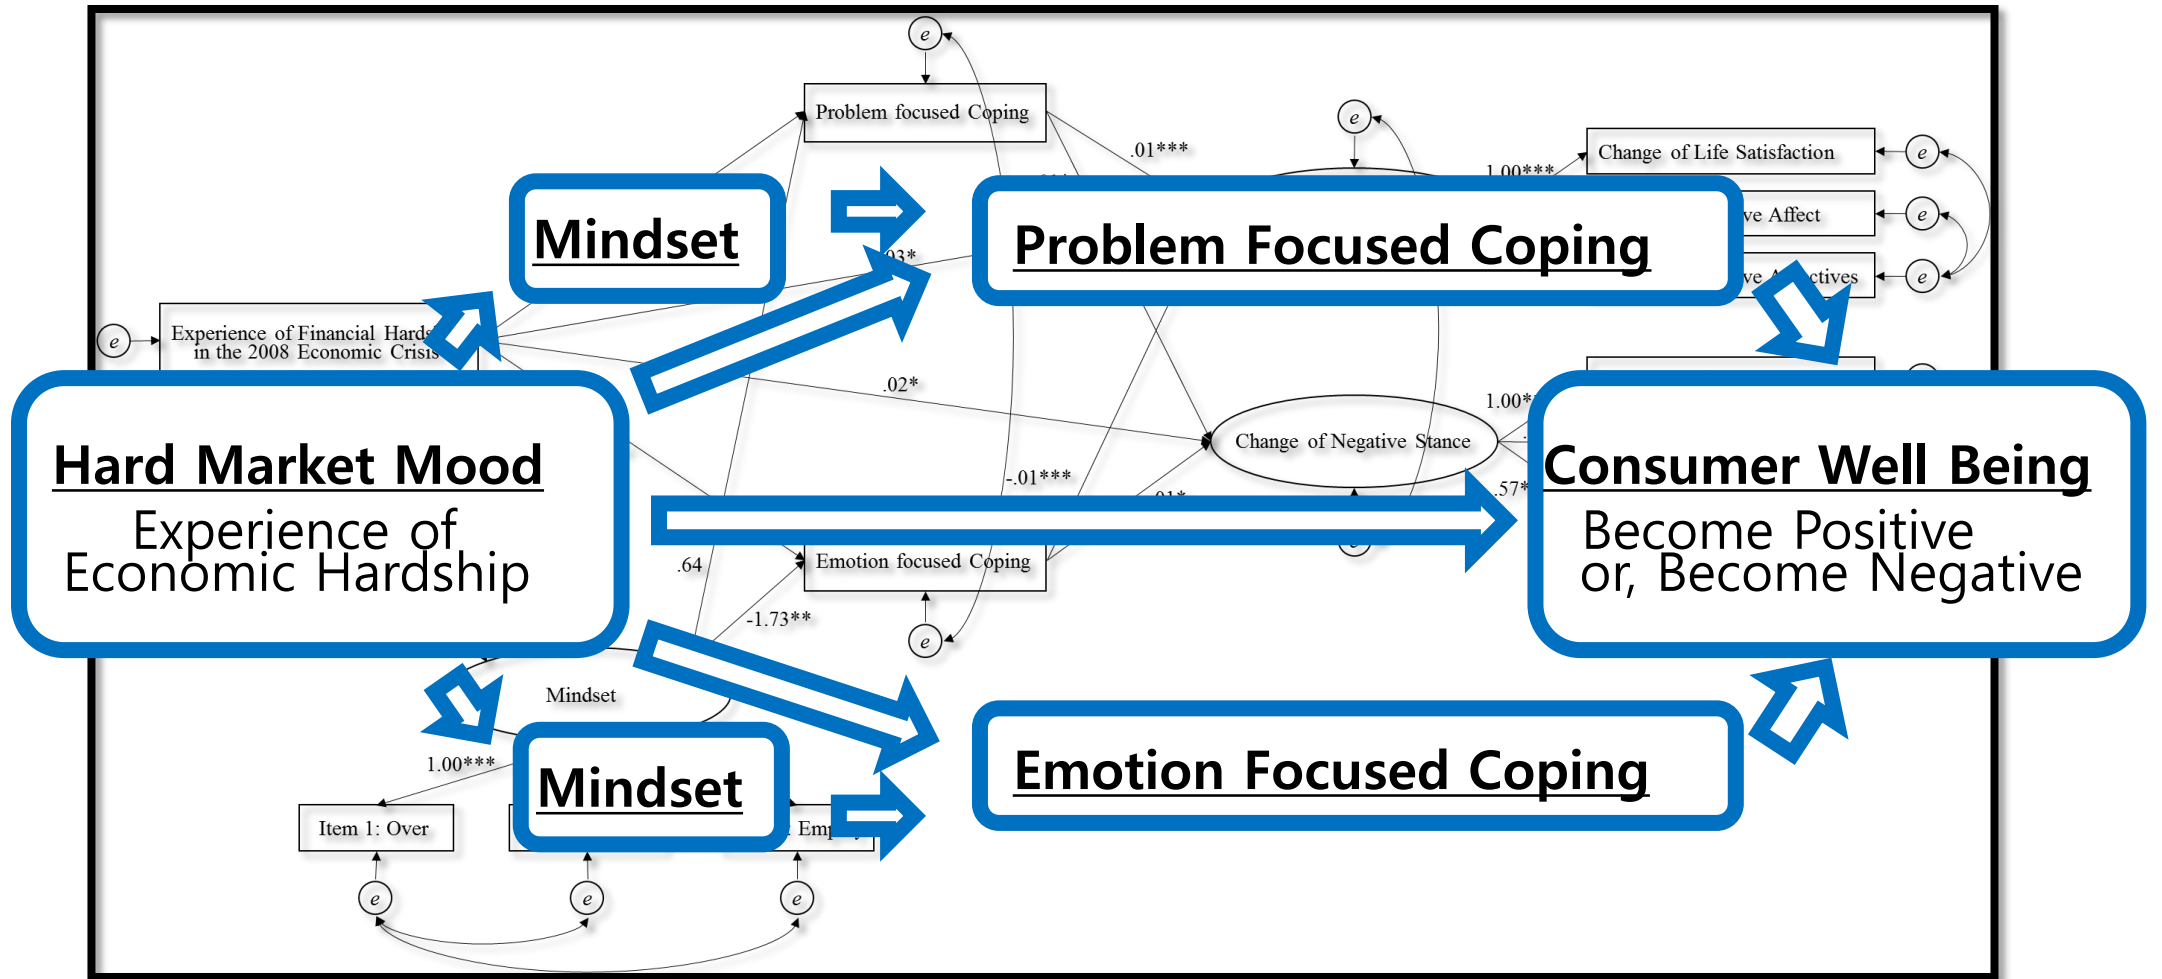 e
Problem focused Coping
e
.01***
Change of Life Satisfaction
e
1.00***
Mindset
Problem Focused Coping
ve Affect
e
.03*
e
Experience of Financial
in the 2008 Economic Crisis
e
.02*
1.00*
Change of Negative Stance
Hard Market Mood
Experience of
Economic Hardship
-.01***
.57*
Consumer Well Being
Become Positive
or, Become Negative
Emotion focused Coping
.64
-1.73**
e
Mindset
Mindset
Emotion Focused Coping
1.00***
Item 1: Over
e
e
e